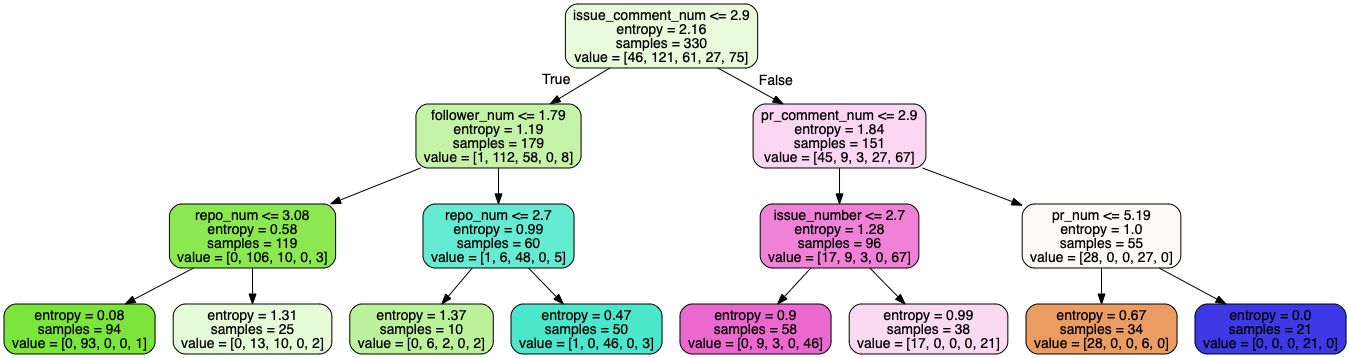 issue_comment_num <= 2.9
entropy = 2.16
samples = 330
value = [46, 121, 61, 27, 75]
True
False
follower_num <= 1.79
entropy = 1.19
samples = 179
value = [1, 112, 58, 0, 8]
pr_comment_num <= 2.9
entropy = 1.84
samples = 151
value = [45, 9, 3, 27, 67]
repo_num <= 3.08
entropy = 0.58
samples = 119
value = [0, 106, 10, 0, 3]
repo_num <= 2.7
entropy = 0.99
samples = 60
value = [1, 6, 48, 0, 5]
issue_number <= 2.7
entropy = 1.28
samples = 96
value = [17, 9, 3, 0, 67]
pr_num <= 5.19
entropy = 1.0
samples = 55
value = [28, 0, 0, 27, 0]
entropy = 0.08
samples = 94
value = [0, 93, 0, 0, 1]
entropy = 1.31
samples = 25
value = [0, 13, 10, 0, 2]
entropy = 1.37
samples = 10
value = [0, 6, 2, 0, 2]
entropy = 0.47
samples = 50
value = [1, 0, 46, 0, 3]
entropy = 0.9
samples = 58
value = [0, 9, 3, 0, 46]
entropy = 0.99
samples = 38
value = [17, 0, 0, 0, 21]
entropy = 0.67
samples = 34
value = [28, 0, 0, 6, 0]
entropy = 0.0
samples = 21
value = [0, 0, 0, 21, 0]